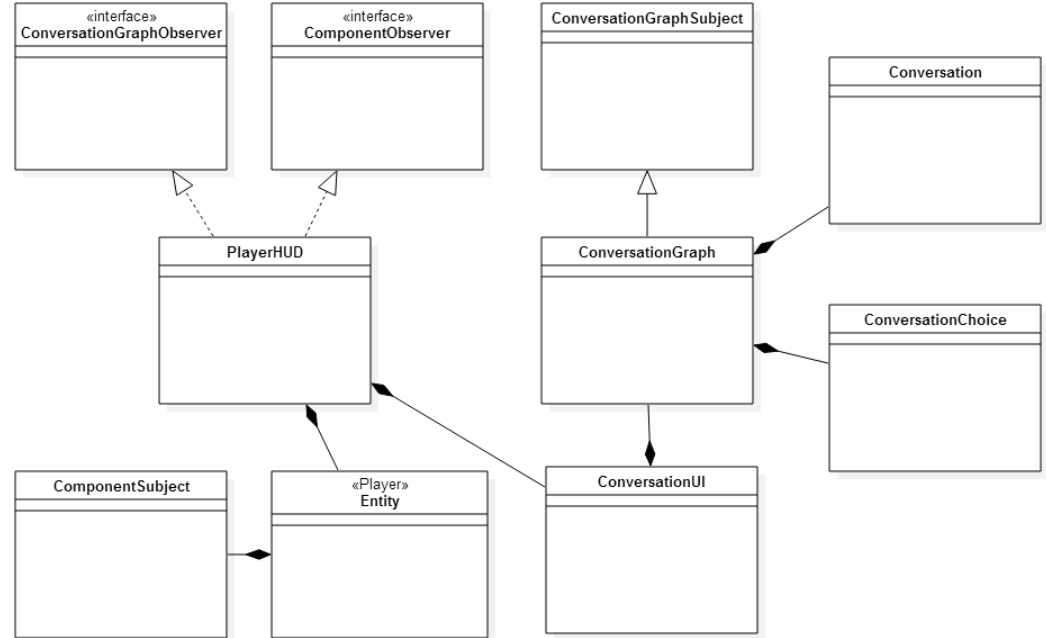 «interface»
ConversationGraphObserver
«interface»
ComponentObserver
ConversationGraphSubject
Conversation
PlayerHUD
ConversationGraph
ConversationChoice
ComponentSubject
«Player»
Entity
ConversationUI